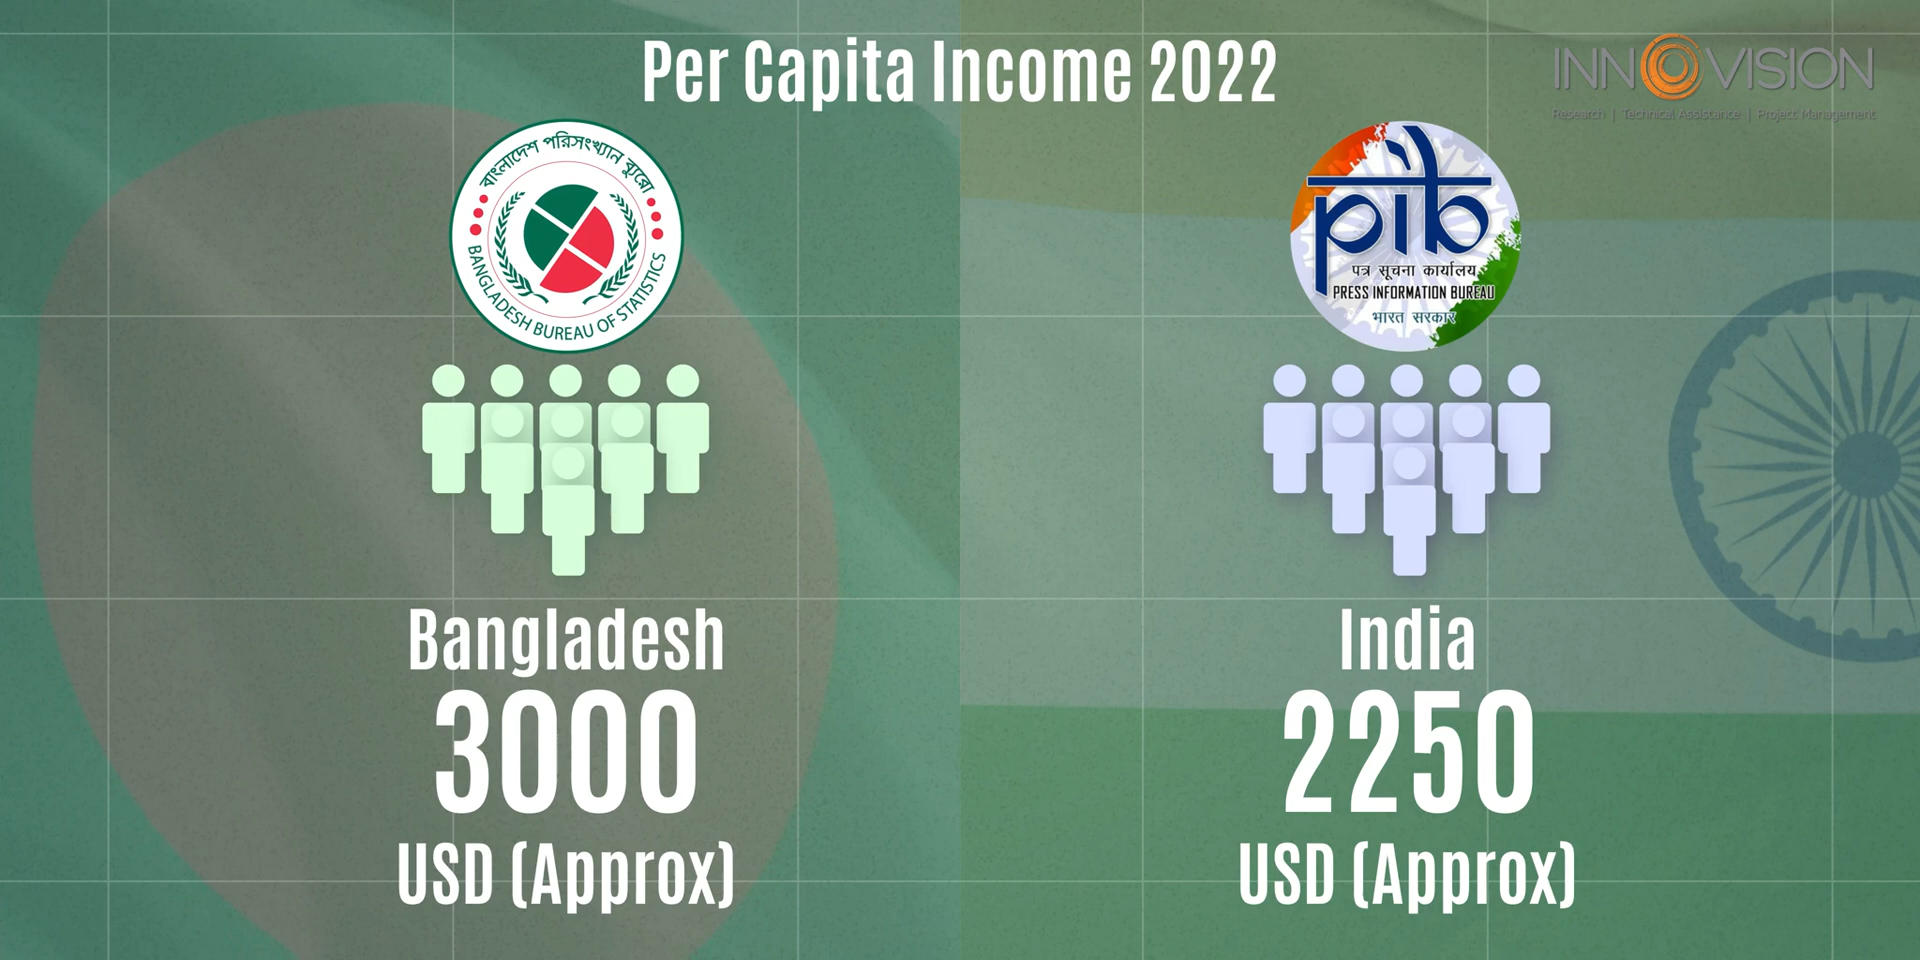 Per Capita Income 2022
INNOVISION
Research | Technical Assistance | Project Management
বাংলাদেশ পরিসংখ্যান ব্যুরো
BANGLADESH BUREAU OF STATISTICS
pib
पत्र सूचना कार्यालय
PRESS INFORMATION BUREAU
भारत सरकार
Bangladesh
3000
USD (Approx)
India
2250
USD (Approx)